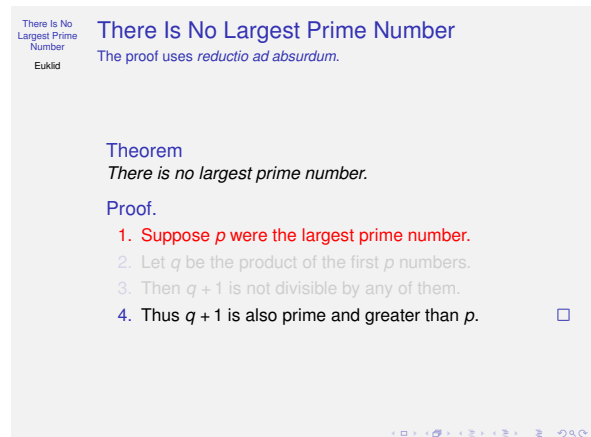 There Is No
Largest Prime
Number
Euklid
There Is No Largest Prime Number
The proof uses reductio ad absurdum.
Theorem
There is no largest prime number.
Proof.
1. Suppose p were the largest prime number.
2. Let q be the product of the first p numbers.
3. Then q + 1 is not divisible by any of them.
4. Thus q + 1 is also prime and greater than p. □